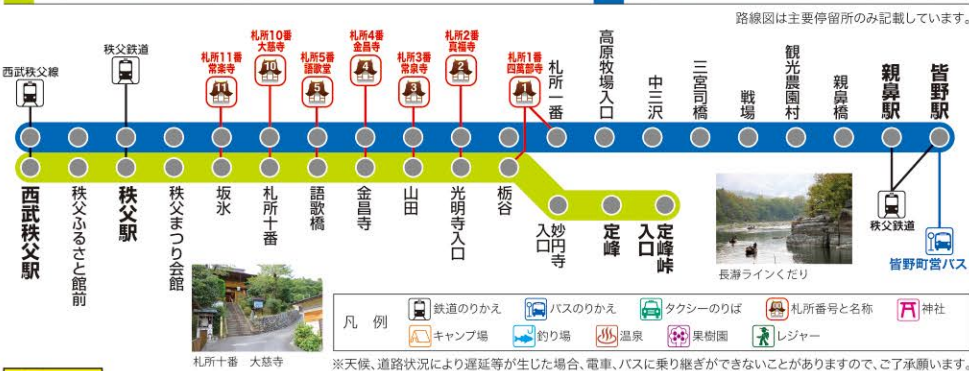 路線図は主要停留所のみ記載しています。
西武秩父線
秩父鉄道
札所11番
常楽寺
11
札所10番
大慈寺
10
札所5番
語歌堂
5
札所4番
金昌寺
4
札所3番
常泉寺
3
札所2番
真福寺
2
札所1番
四萬部寺
1
札所一番
高原牧場入口
中三沢
三宮司橋
戦場
観光農園村
親鼻橋
親鼻駅
皆野駅
西武秩父駅
秩父ふるさと館前
秩父駅
秩父まつり会館
坂氷
札所十番
語歌橋
金昌寺
山田
光明寺入口
栃谷
妙円寺入口
定峰
定峰峠入口
秩父鉄道
皆野町営バス
長瀞ラインくだり
札所十番 大慈寺
凡 例
鉄道のりかえ
バスのりかえ
タクシーのりば
札所番号と名称
神社
キャンプ場
釣り場
温泉
果樹園
レジャー
※天候、道路状況により遅延等が生じた場合、電車、バスに乗り継ぎができないことがありますので、ご了承願います。